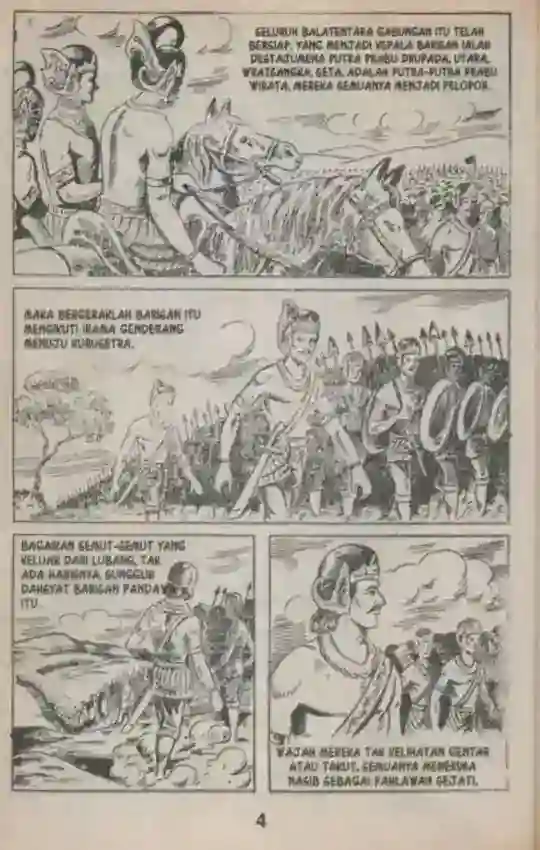 SELURUH BALATENTARA GABUNGAN ITU TELAH
BERSIAP. YANG MENJADI KEPALA BARISAN IALAH
DESTAJUMENA PUTRA PRABU DRUPADA, UTARA,
WRATSANGKA, SETA, ADALAH PUTRA-PUTRA PRABU
WIRATA, MEREKA SEMUANYA MENJADI PELOPOR.
MAKA BERGERAKLAH BARISAN ITU
MENGIKUTI IRAMA GENDERANG
MENUJU KURUSETRA.
BAGAIKAN SEMUT-SEMUT YANG
KELUAR DARI LUBANG, TAK
ADA HABISNYA, SUNGGUH
DAHSYAT BARISAN PANDAWA
ITU.
WAJAH MEREKA TAK KELIHATAN GENTAR
ATAU TAKUT. SEMUANYA MENERIMA
NASIB SEBAGAI PAHLAWAN SEJATI.
4